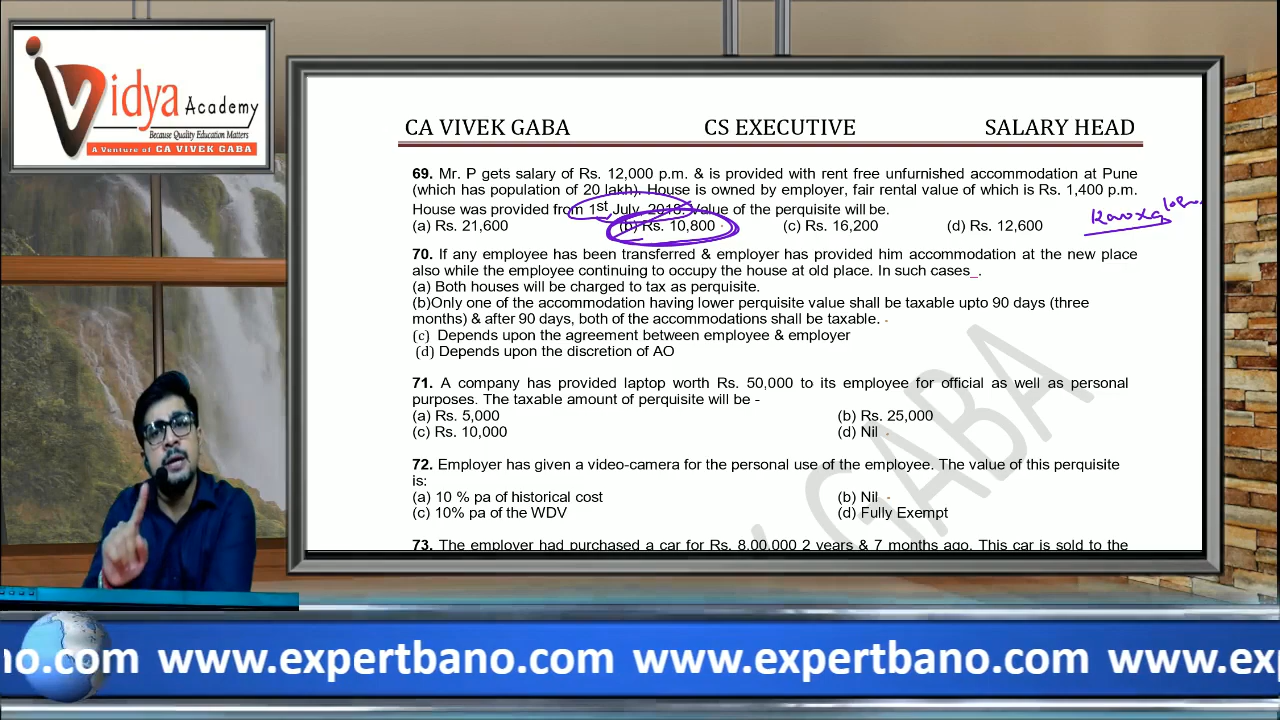 Vidya
Academy
Because Quality Education Matters
A Venture of CA VIVEK GABA
CA VIVEK GABA CS EXECUTIVE SALARY HEAD
69. Mr. P gets salary of Rs. 12,000 p.m. & is provided with rent free unfurnished accommodation at Pune
(which has population of 20 lakh). House is owned by employer, fair rental value of which is Rs. 1,400 p.m.
House was provided from 1st July, 2018. Value of the perquisite will be.
(a) Rs. 21,600 (b) Rs. 10,800 (c) Rs. 16,200 (d) Rs. 12,600
70. If any employee has been transferred & employer has provided him accommodation at the new place
also while the employee continuing to occupy the house at old place. In such cases_.
(a) Both houses will be charged to tax as perquisite.
(b)Only one of the accommodation having lower perquisite value shall be taxable upto 90 days (three
months) & after 90 days, both of the accommodations shall be taxable.
(c) Depends upon the agreement between employee & employer
(d) Depends upon the discretion of AO
71. A company has provided laptop worth Rs. 50,000 to its employee for official as well as personal
purposes. The taxable amount of perquisite will be -
(a) Rs. 5,000 (b) Rs. 25,000
(c) Rs. 10,000 (d) Nil
72. Employer has given a video-camera for the personal use of the employee. The value of this perquisite
is:
(a) 10 % pa of historical cost (b) Nil
(c) 10% pa of the WDV (d) Fully Exempt
73. The employer had purchased a car for Rs. 8,00,000 2 years & 7 months ago. This car is sold to the
GABA
no.com www.expertbano.com www.expertbano.com www.exp